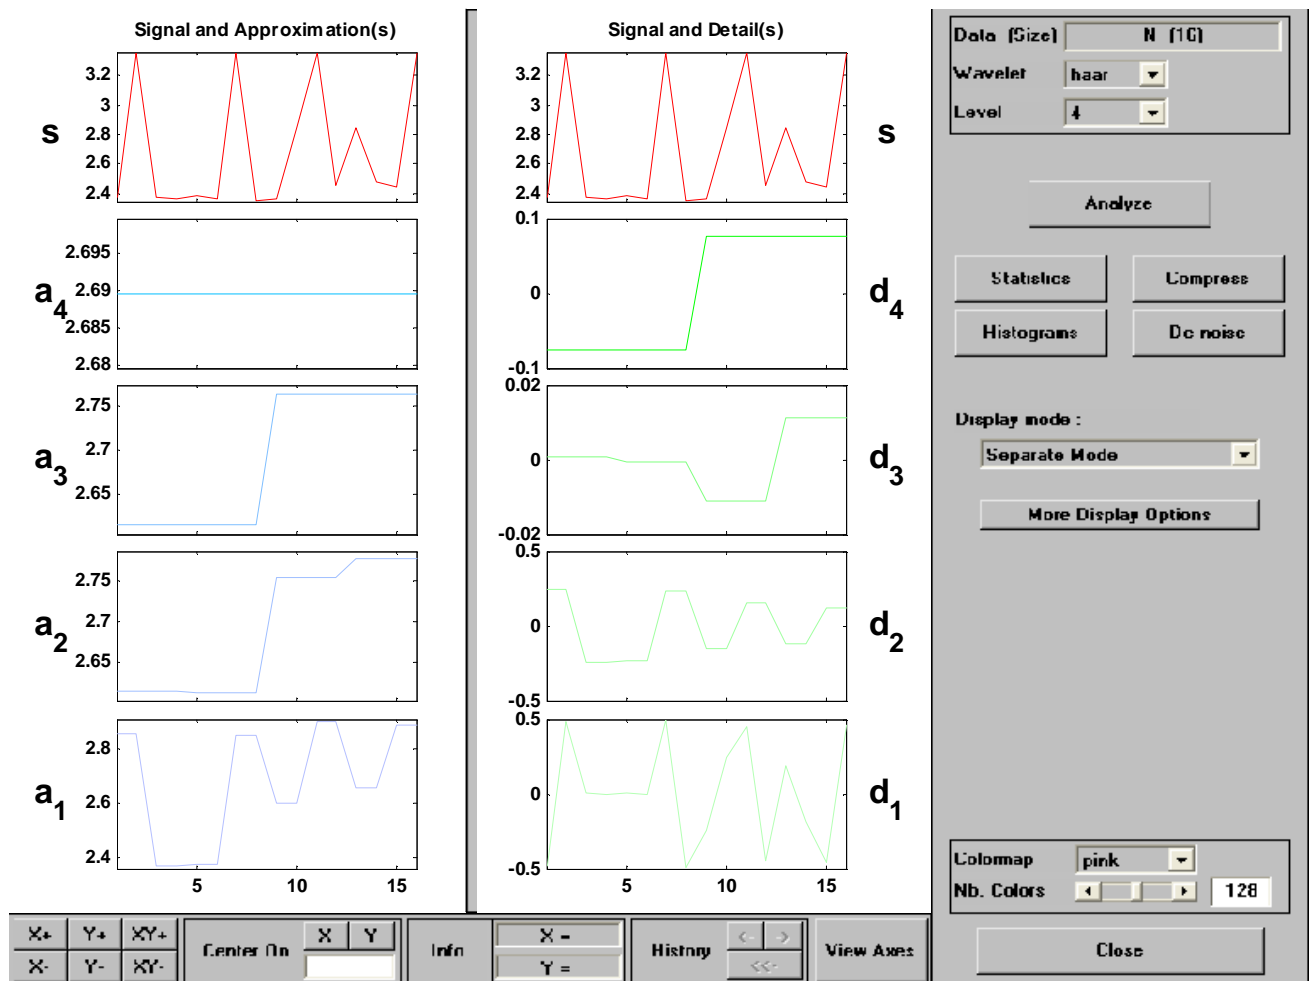 Signal and Approximation(s)
3.2
3
2.8
2.6
2.4
s
2.695
2.69
2.685
2.68
a4
2.75
2.7
2.65
a3
2.75
2.7
2.65
a2
2.8
2.6
2.4
a1
5 10 15
Signal and Detail(s)
3.2
3
2.8
2.6
2.4
s
0.1
0
-0.1
d4
0.02
0
-0.02
d3
0.5
0
-0.5
d2
0.5
0
-0.5
d1
5 10 15
Data (Size) N (16)
Wavelet haar
Level 4
Analyze
Statistics Compress
Histograms De noise
Display mode :
Separate Mode
More Display Options
Colormap pink
Nb. Colors 128
Close
X+ Y+ XY+
X- Y- XY-
Center On X Y
Info X =
Y =
History <- ->
<<-
View Axes